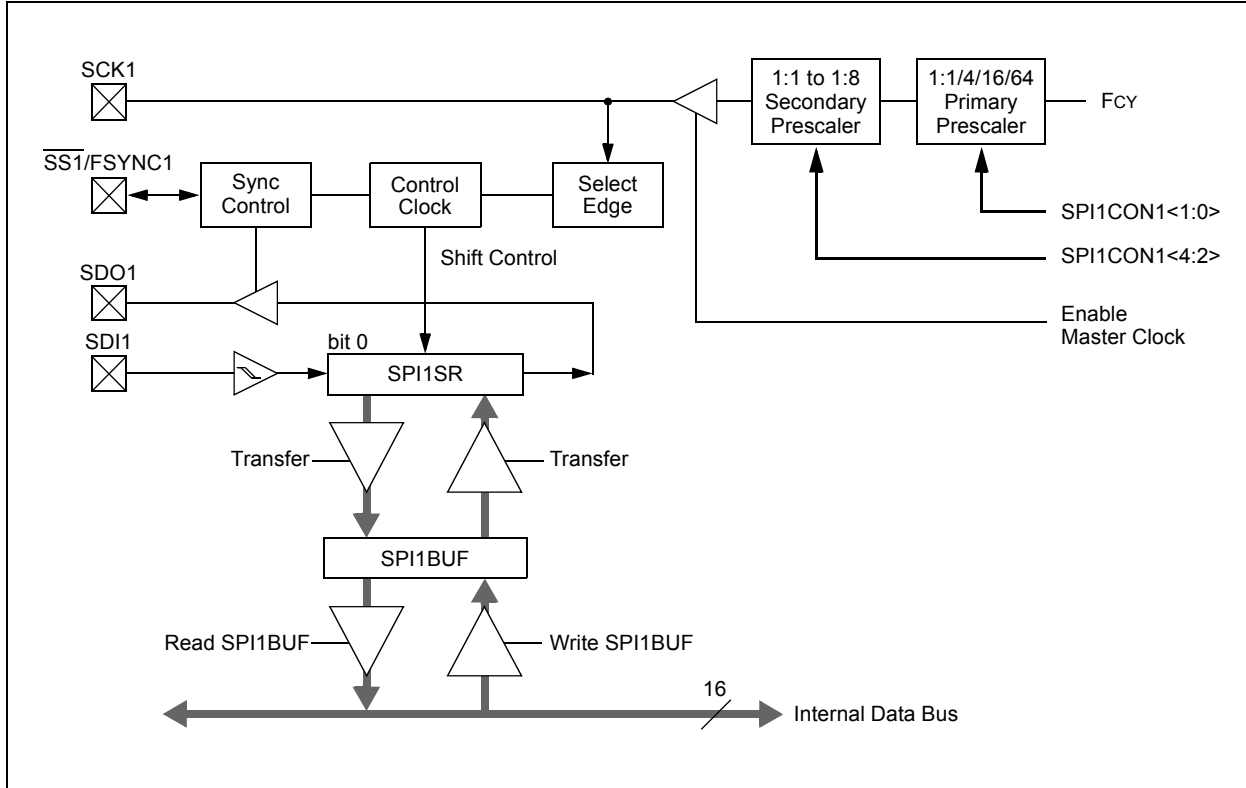 SCK1
1:1 to 1:8
Secondary
Prescaler
1:1/4/16/64
Primary
Prescaler
FCY
SS1/FSYNC1
Sync
Control
Control
Clock
Select
Edge
SPI1CON1<1:0>
Shift Control
SPI1CON1<4:2>
SDO1
Enable
Master Clock
SDI1
bit 0
SPI1SR
Transfer
Transfer
SPI1BUF
Read SPI1BUF
Write SPI1BUF
16
Internal Data Bus